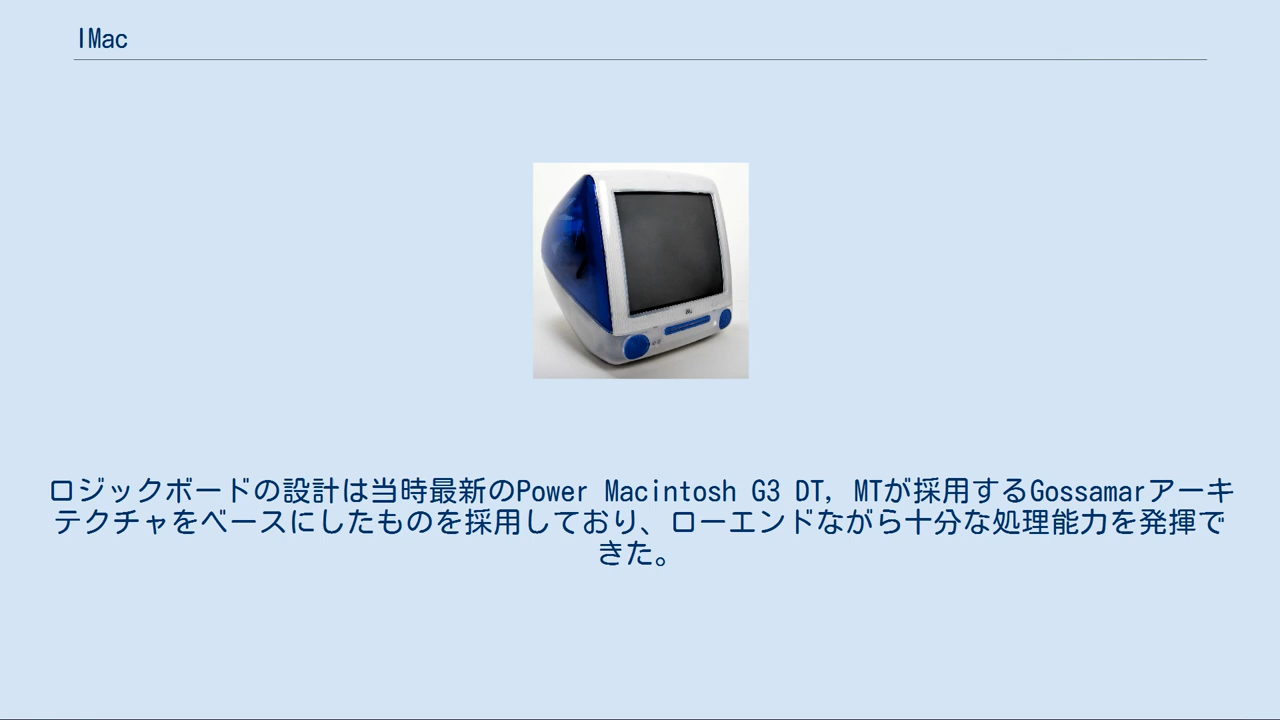 IMac
ロジックボードの設計は当時最新のPower Macintosh G3 DT, MTが採用するGossamarアーキ
テクチャをベースにしたものを採用しており、ローエンドながら十分な処理能力を発揮で
きた。